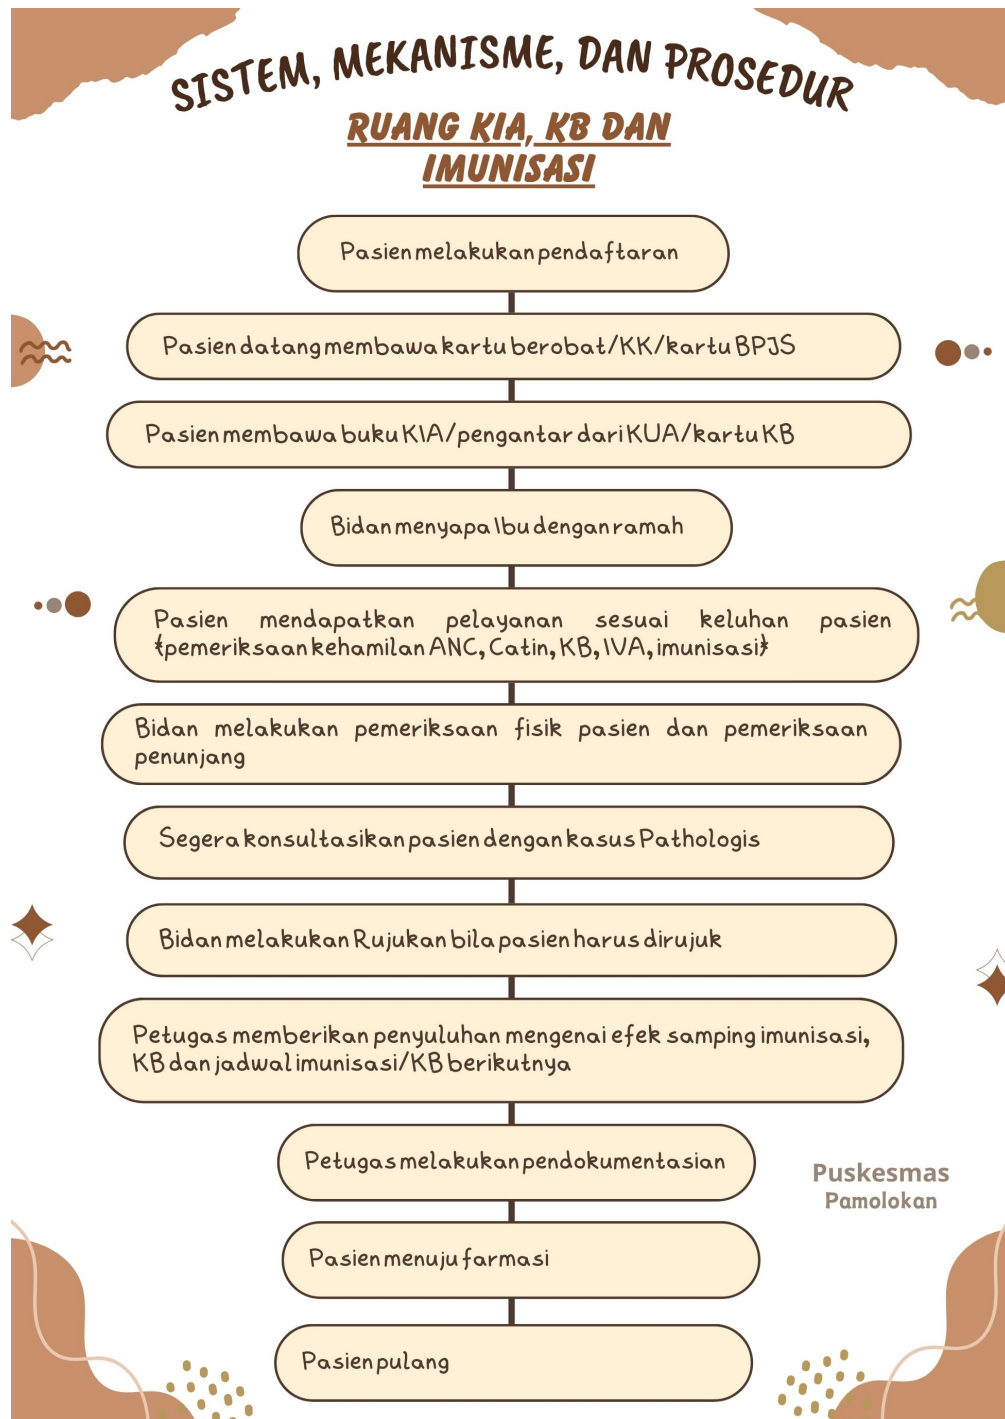 SISTEM, MEKANISME, DAN PROSEDUR
RUANG KIA, KB DAN
IMUNISASI
Pasien melakukan pendaftaran
Pasien datang membawa kartu berobat/KK/kartu BPJS
Pasien membawa buku KIA/pengantar dari KUA/kartu KB
Bidan menyapa Ibu dengan ramah
Pasien mendapatkan pelayanan sesuai keluhan pasien
(pemeriksaan kehamilan ANC, Catin, KB, IVA, imunisasi)
Bidan melakukan pemeriksaan fisik pasien dan pemeriksaan
penunjang
Segera konsultasikan pasien dengan kasus Pathologis
Bidan melakukan Rujukan bila pasien harus dirujuk
Petugas memberikan penyuluhan mengenai efek samping imunisasi,
KB dan jadwal imunisasi/KB berikutnya
Petugas melakukan pendokumentasian
Puskesmas
Pamolokan
Pasien menuju farmasi
Pasien pulang